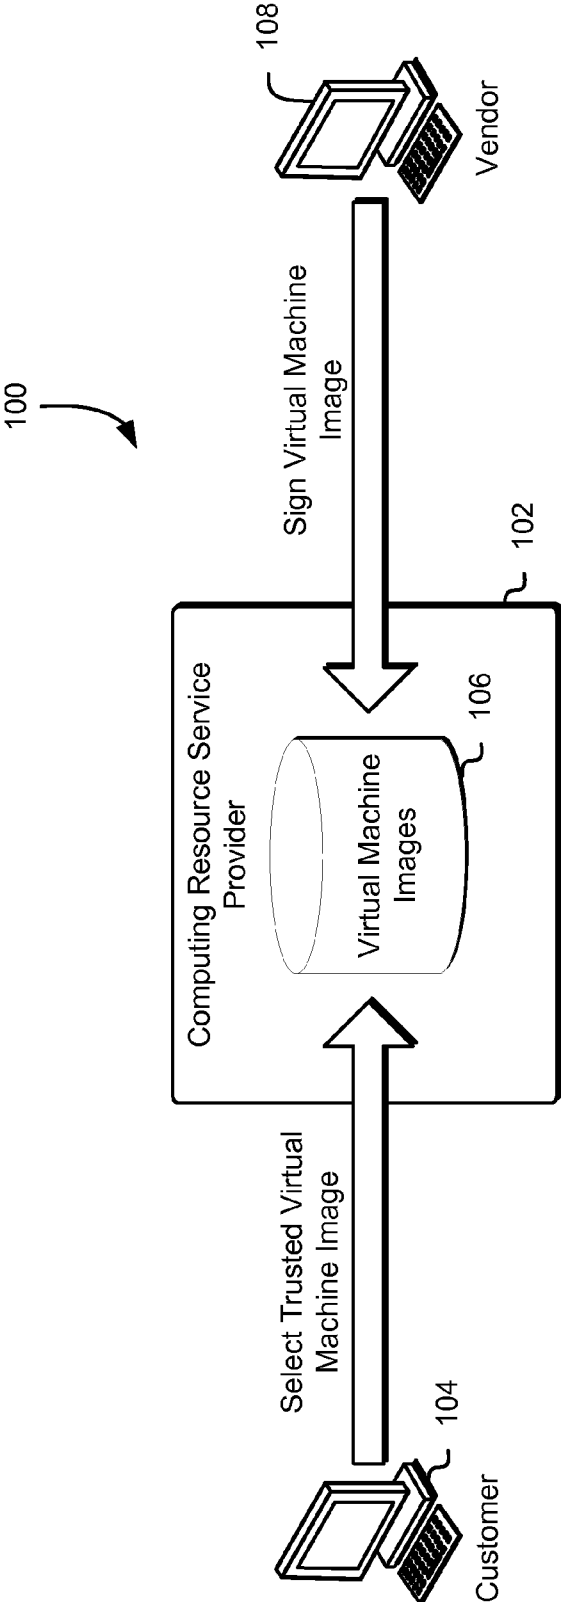 100
Computing Resource Service
Provider
Select Trusted Virtual
Machine Image
Sign Virtual Machine
Image
Virtual Machine
Images
106
102
104
108
Customer
Vendor